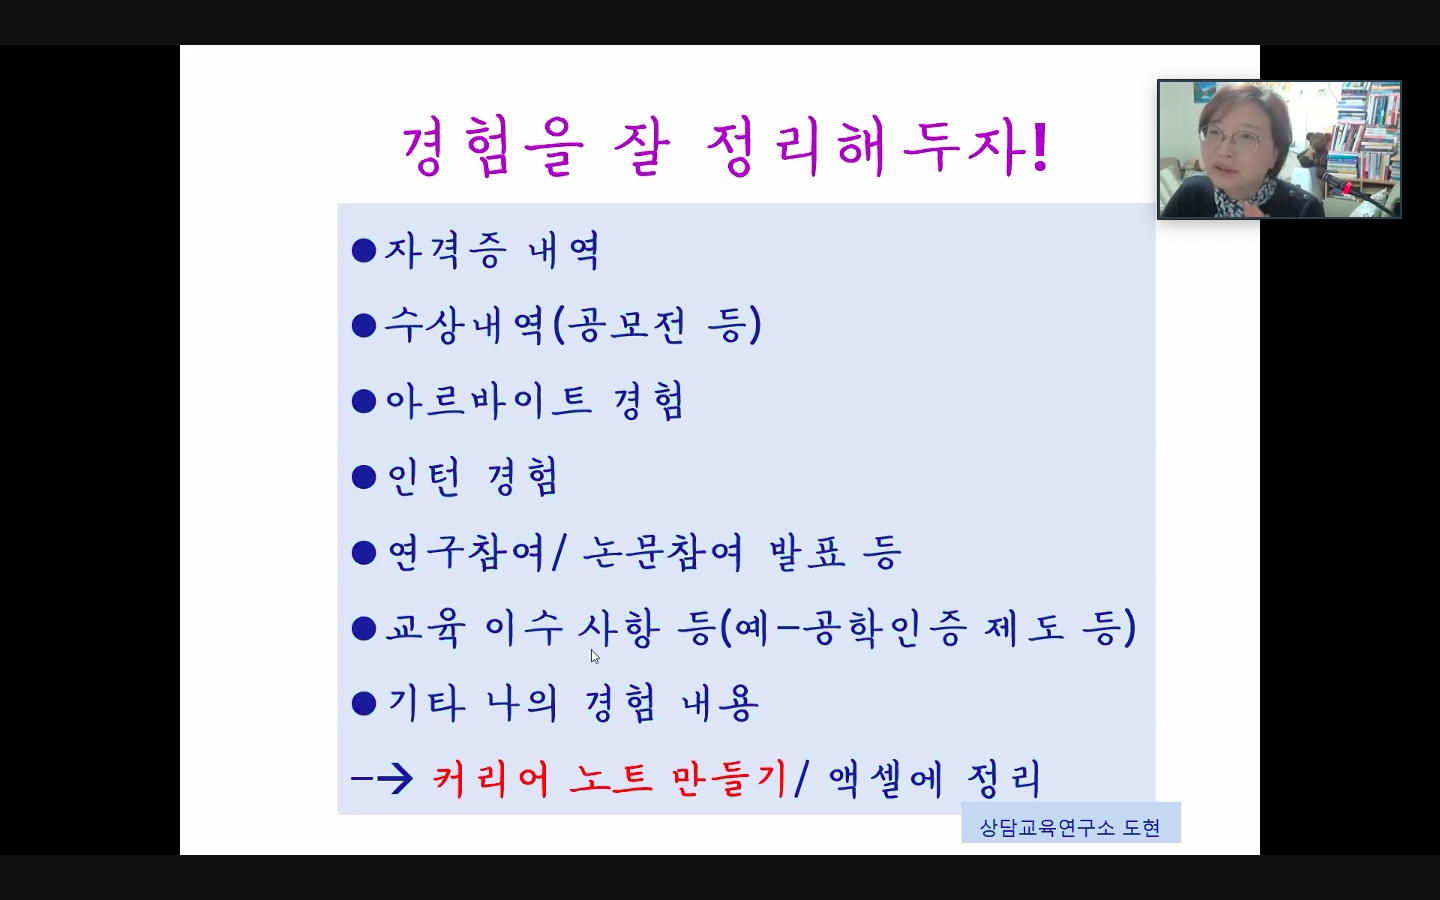 경험을 잘 정리해두자!
●자격증 내역
●수상내역(공모전 등)
●아르바이트 경험
●인턴 경험
●연구참여/ 논문참여 발표 등
●교육 이수 사항 등(예-공학인증 제도 등)
●기타 나의 경험 내용
-→ 커리어 노트 만들기/ 액셀에 정리
상담교육연구소 도현